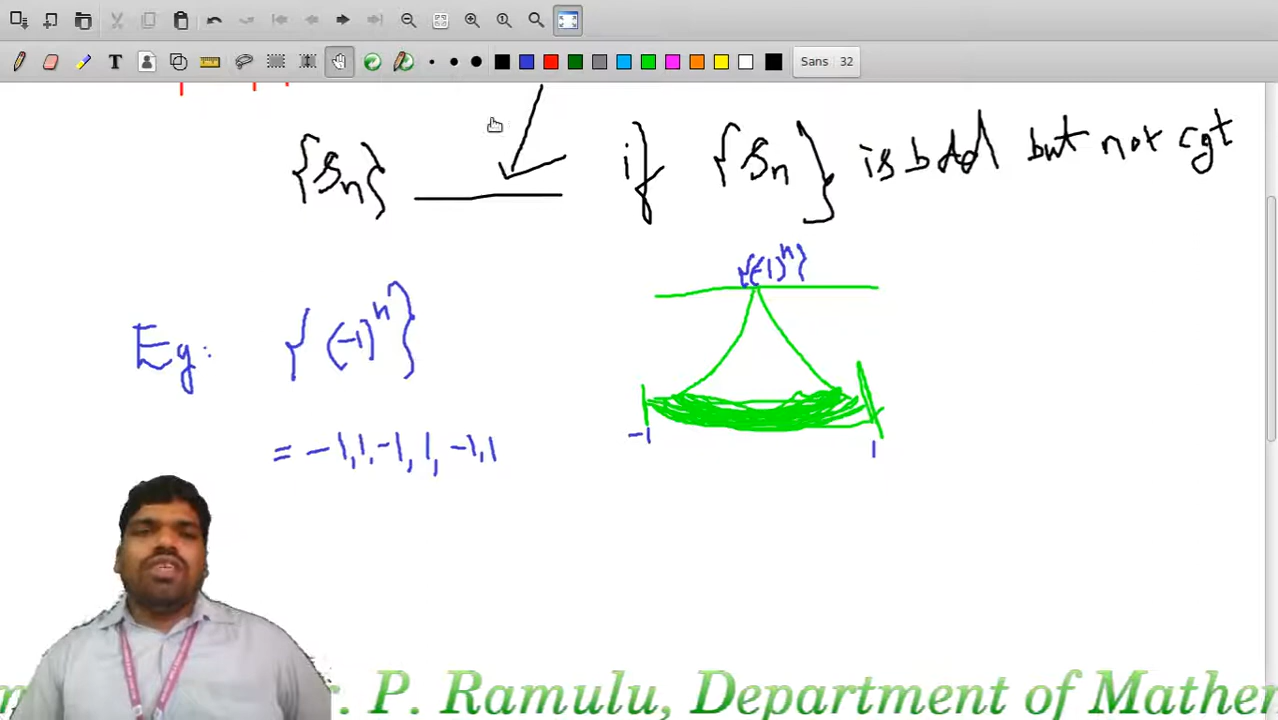 Sans 32
{Sn} ______ if {Sn} is bdd but not cgt
{(-1)^n}
Eg: {(-1)^n}
-1 1
= -1, 1, -1, 1, -1, 1
. P. Ramulu, Department of Mathe